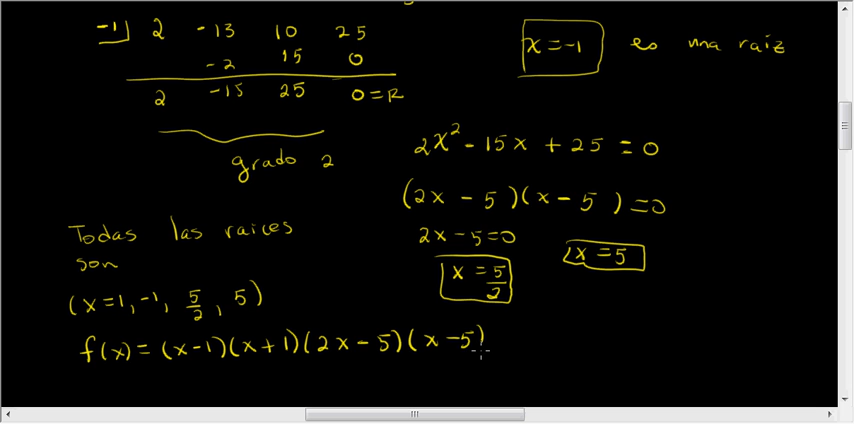 -1 2 -13 10 25
-2 15 0
2 -15 25 0 = R
grado 2
x = -1 es una raiz
2x² - 15x + 25 = 0
(2x - 5)(x - 5) = 0
2x - 5 = 0
x = 5/2
x = 5
Todas las raices
son
(x = 1, -1, 5/2, 5)
f(x) = (x-1)(x+1)(2x-5)(x-5)